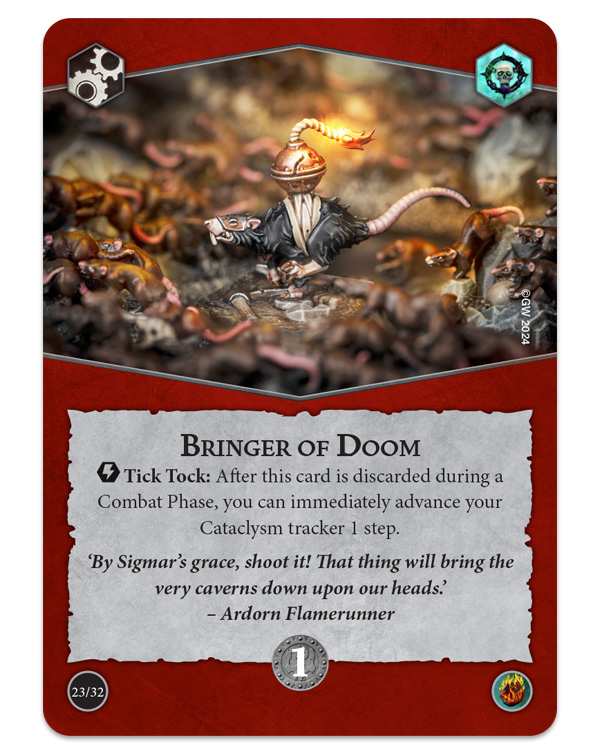 ©GW 2024
BRINGER OF DOOM
Tick Tock: After this card is discarded during a
Combat Phase, you can immediately advance your
Cataclysm tracker 1 step.
‘By Sigmar’s grace, shoot it! That thing will bring the
very caverns down upon our heads.’
– Ardorn Flamerunner
1
23/32